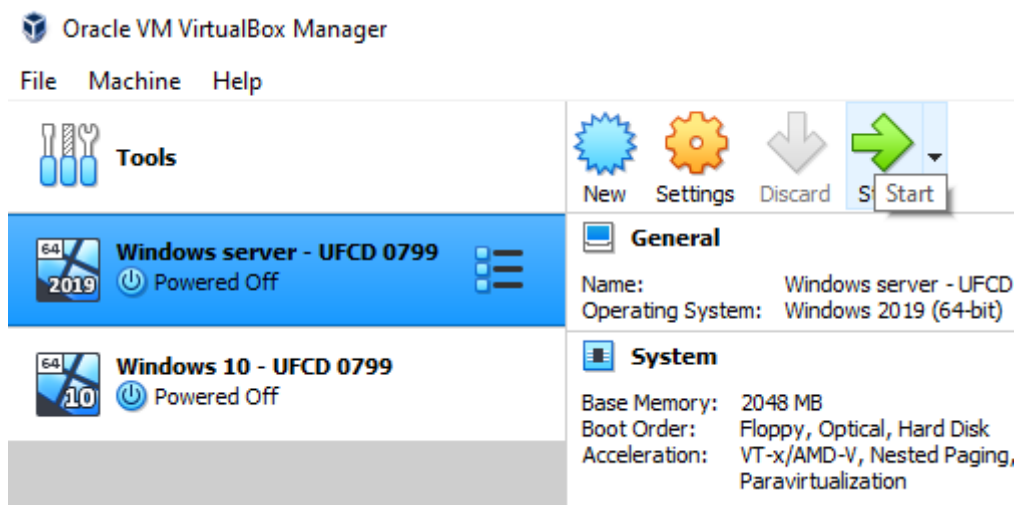 Oracle VM VirtualBox Manager
File Machine Help
Tools
New Settings Discard Start
64 2019 Windows server - UFCD 0799
Powered Off
64 10 Windows 10 - UFCD 0799
Powered Off
General
Name: Windows server - UFCD
Operating System: Windows 2019 (64-bit)
System
Base Memory: 2048 MB
Boot Order: Floppy, Optical, Hard Disk
Acceleration: VT-x/AMD-V, Nested Paging,
Paravirtualization